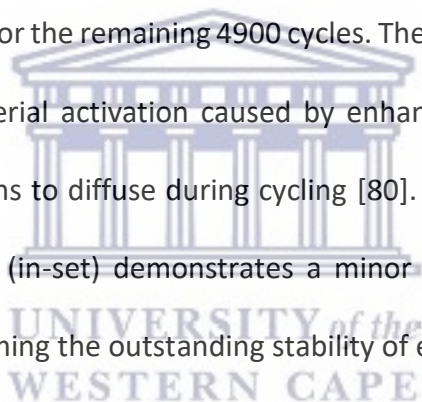 or the remaining 4900 cycles. The
erial activation caused by enhan
ns to diffuse during cycling [80].
(in-set) demonstrates a minor
UNIVERSITY of the
ning the outstanding stability of e
WESTERN CAPE